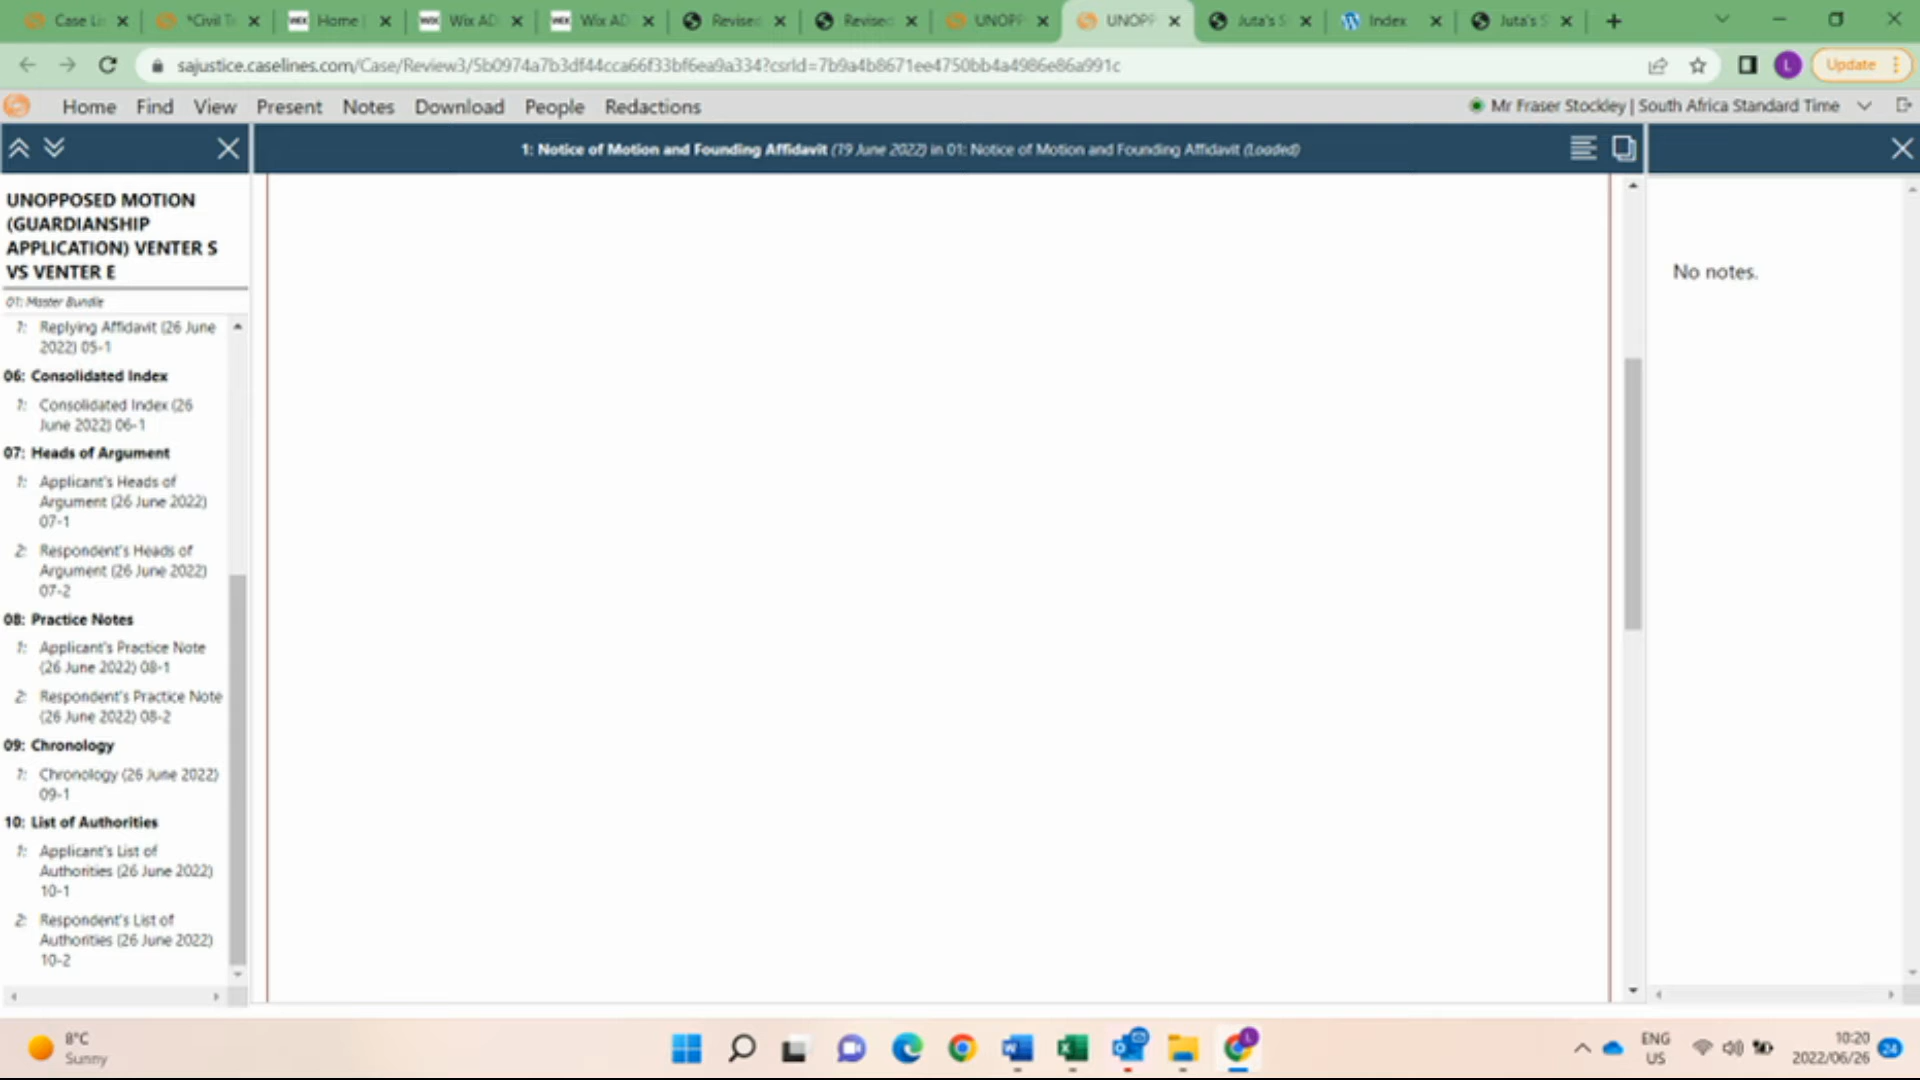 Case Li
*Civil Tr
WIX Home |
WIX Wix AD
WIX Wix AD
Revised
Revised
UNOPP
UNOPP
Juta's S
Index
Juta's S
sajustice.caselines.com/Case/Review3/5b0974a7b3df44cca66f33bf6ea9a334?csrId=7b9a4b8671ee4750bb4a4986e86a991c
L
Update
Home Find View Present Notes Download People Redactions
Mr Fraser Stockley | South Africa Standard Time
1: Notice of Motion and Founding Affidavit (19 June 2022) in 01: Notice of Motion and Founding Affidavit (Loaded)
UNOPPOSED MOTION
(GUARDIANSHIP
APPLICATION) VENTER S
VS VENTER E
01: Master Bundle
1: Replying Affidavit (26 June
2022) 05-1
06: Consolidated Index
1: Consolidated Index (26
June 2022) 06-1
07: Heads of Argument
1: Applicant's Heads of
Argument (26 June 2022)
07-1
2: Respondent's Heads of
Argument (26 June 2022)
07-2
08: Practice Notes
1: Applicant's Practice Note
(26 June 2022) 08-1
2: Respondent's Practice Note
(26 June 2022) 08-2
09: Chronology
1: Chronology (26 June 2022)
09-1
10: List of Authorities
1: Applicant's List of
Authorities (26 June 2022)
10-1
2: Respondent's List of
Authorities (26 June 2022)
10-2
No notes.
8°C
Sunny
ENG
US
10:20
2022/06/26
24